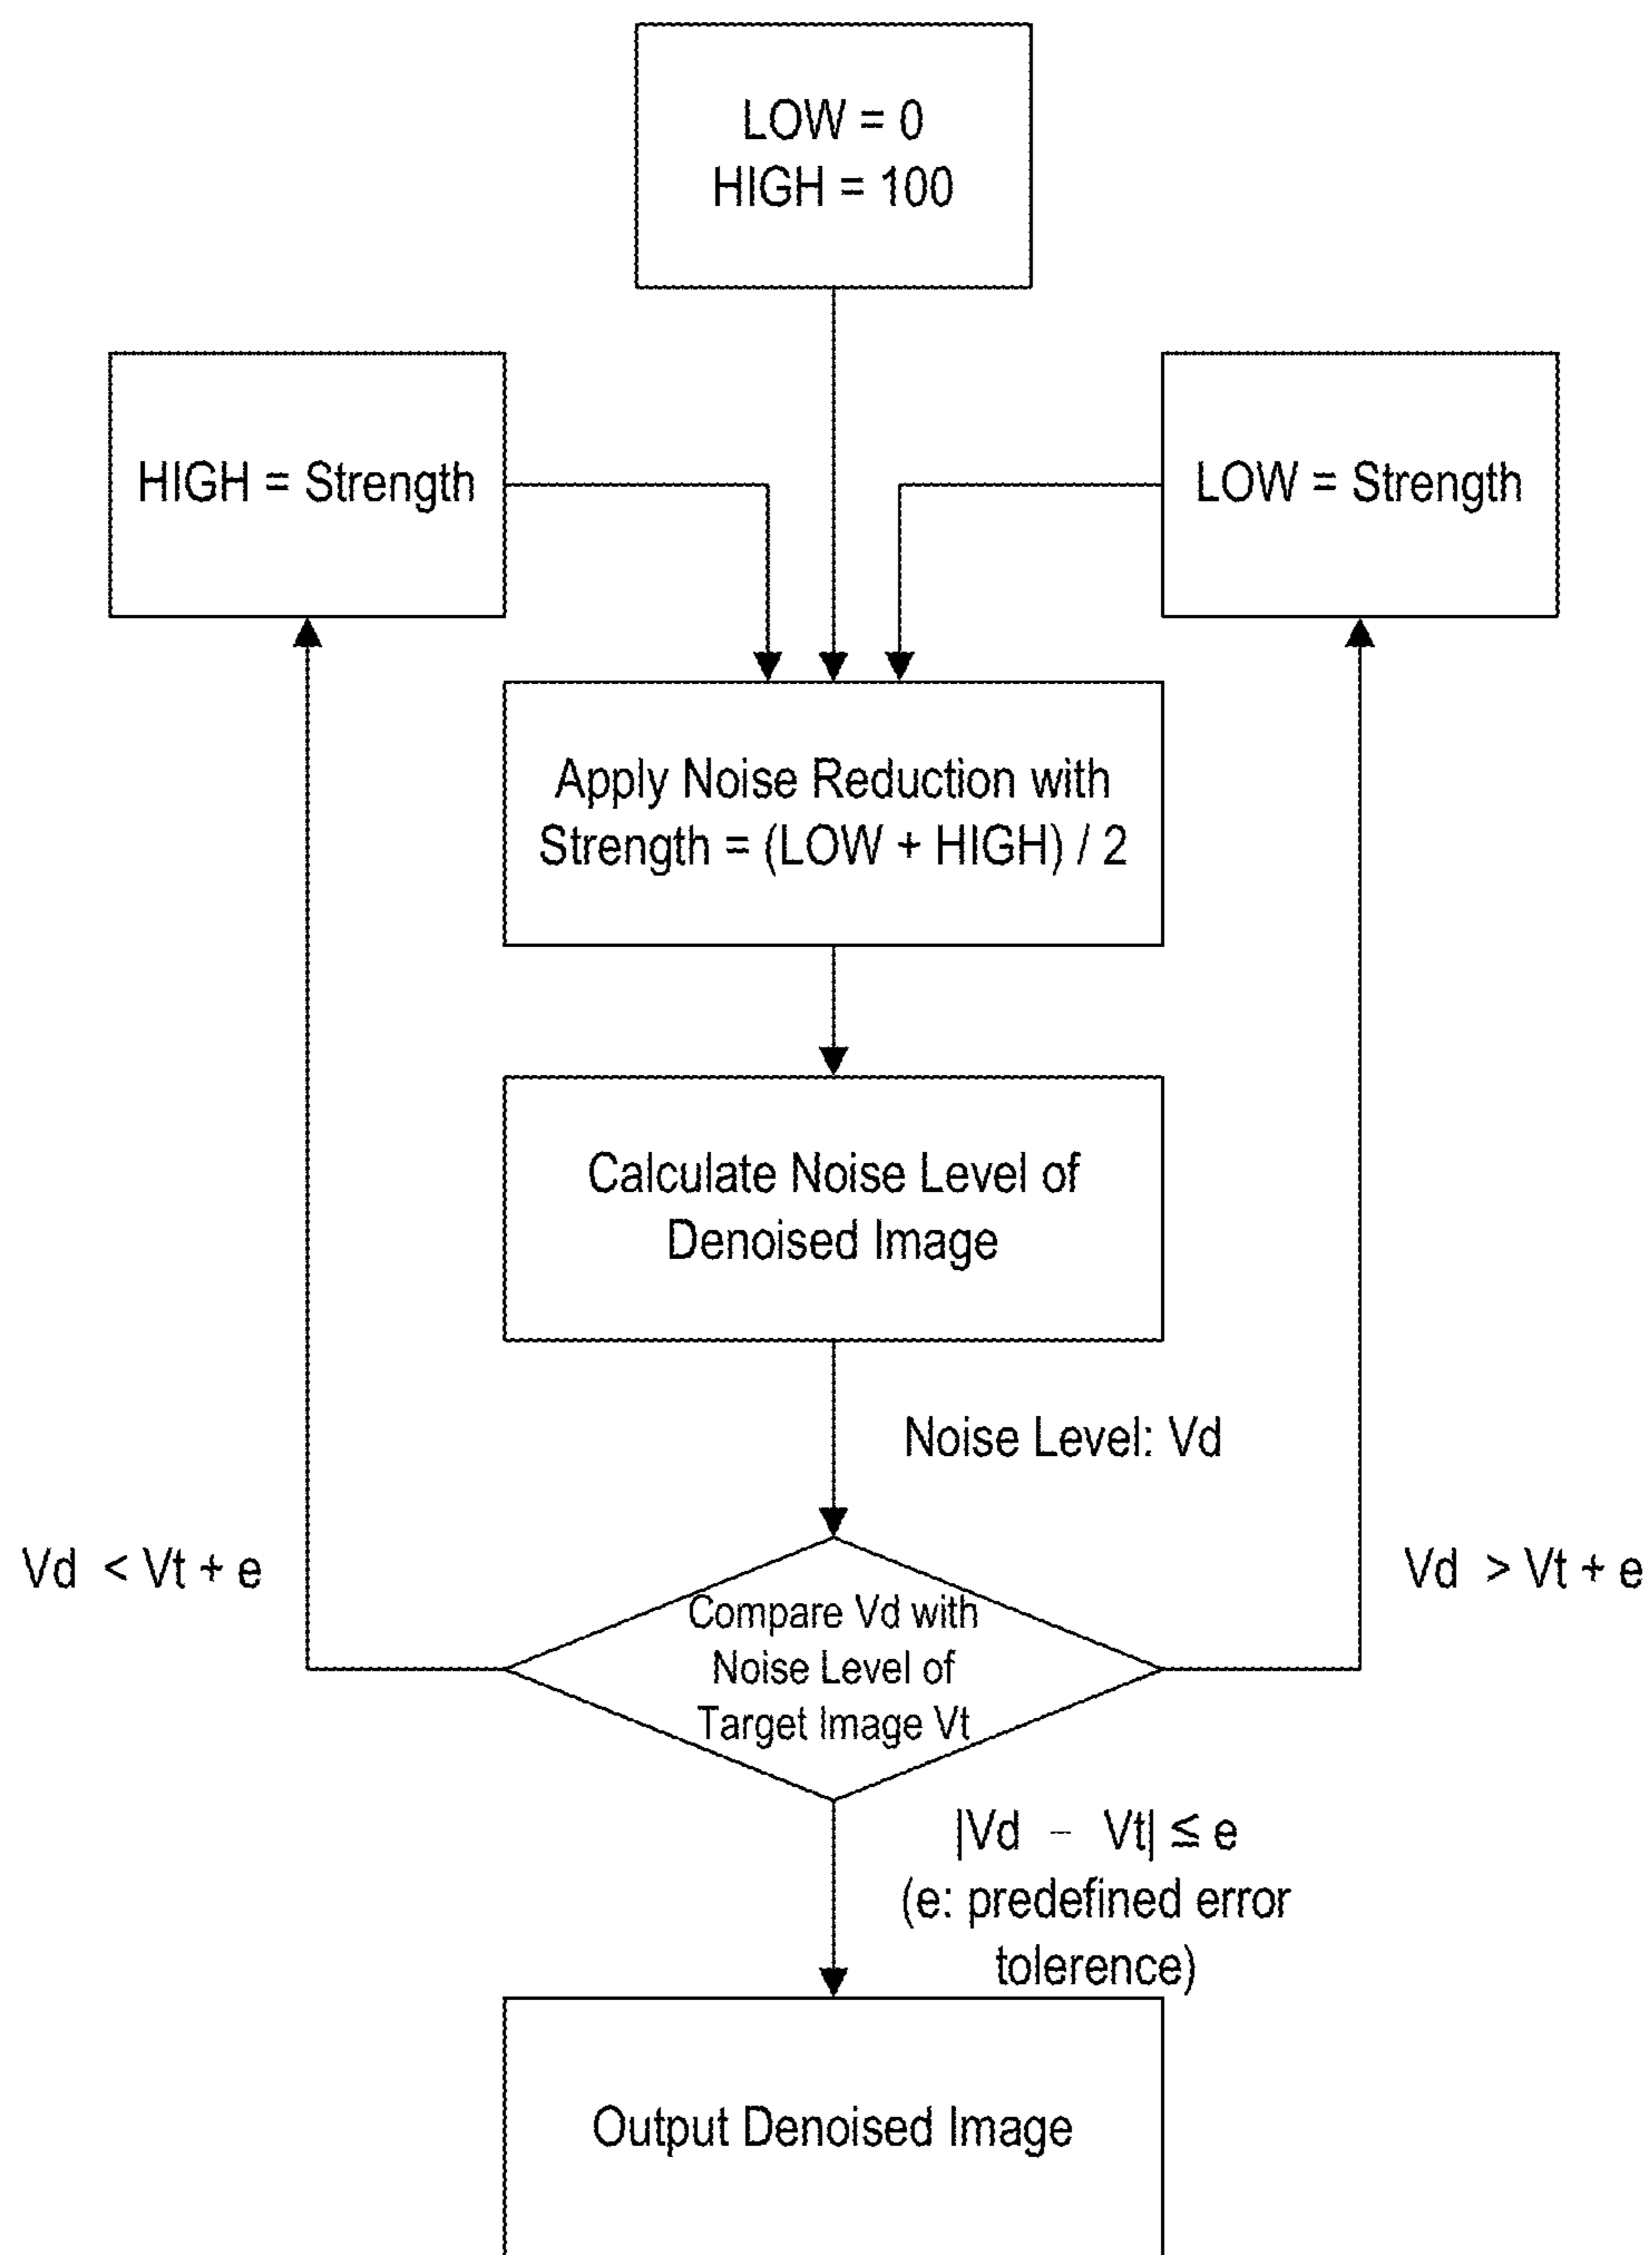 LOW = 0
HIGH = 100
HIGH = Strength
LOW = Strength
Apply Noise Reduction with
Strength = (LOW + HIGH) / 2
Calculate Noise Level of
Denoised Image
Noise Level: Vd
Vd < Vt + e
Vd > Vt + e
Compare Vd with
Noise Level of
Target Image Vt
|Vd - Vt| ≤ e
(e: predefined error
tolerence)
Output Denoised Image